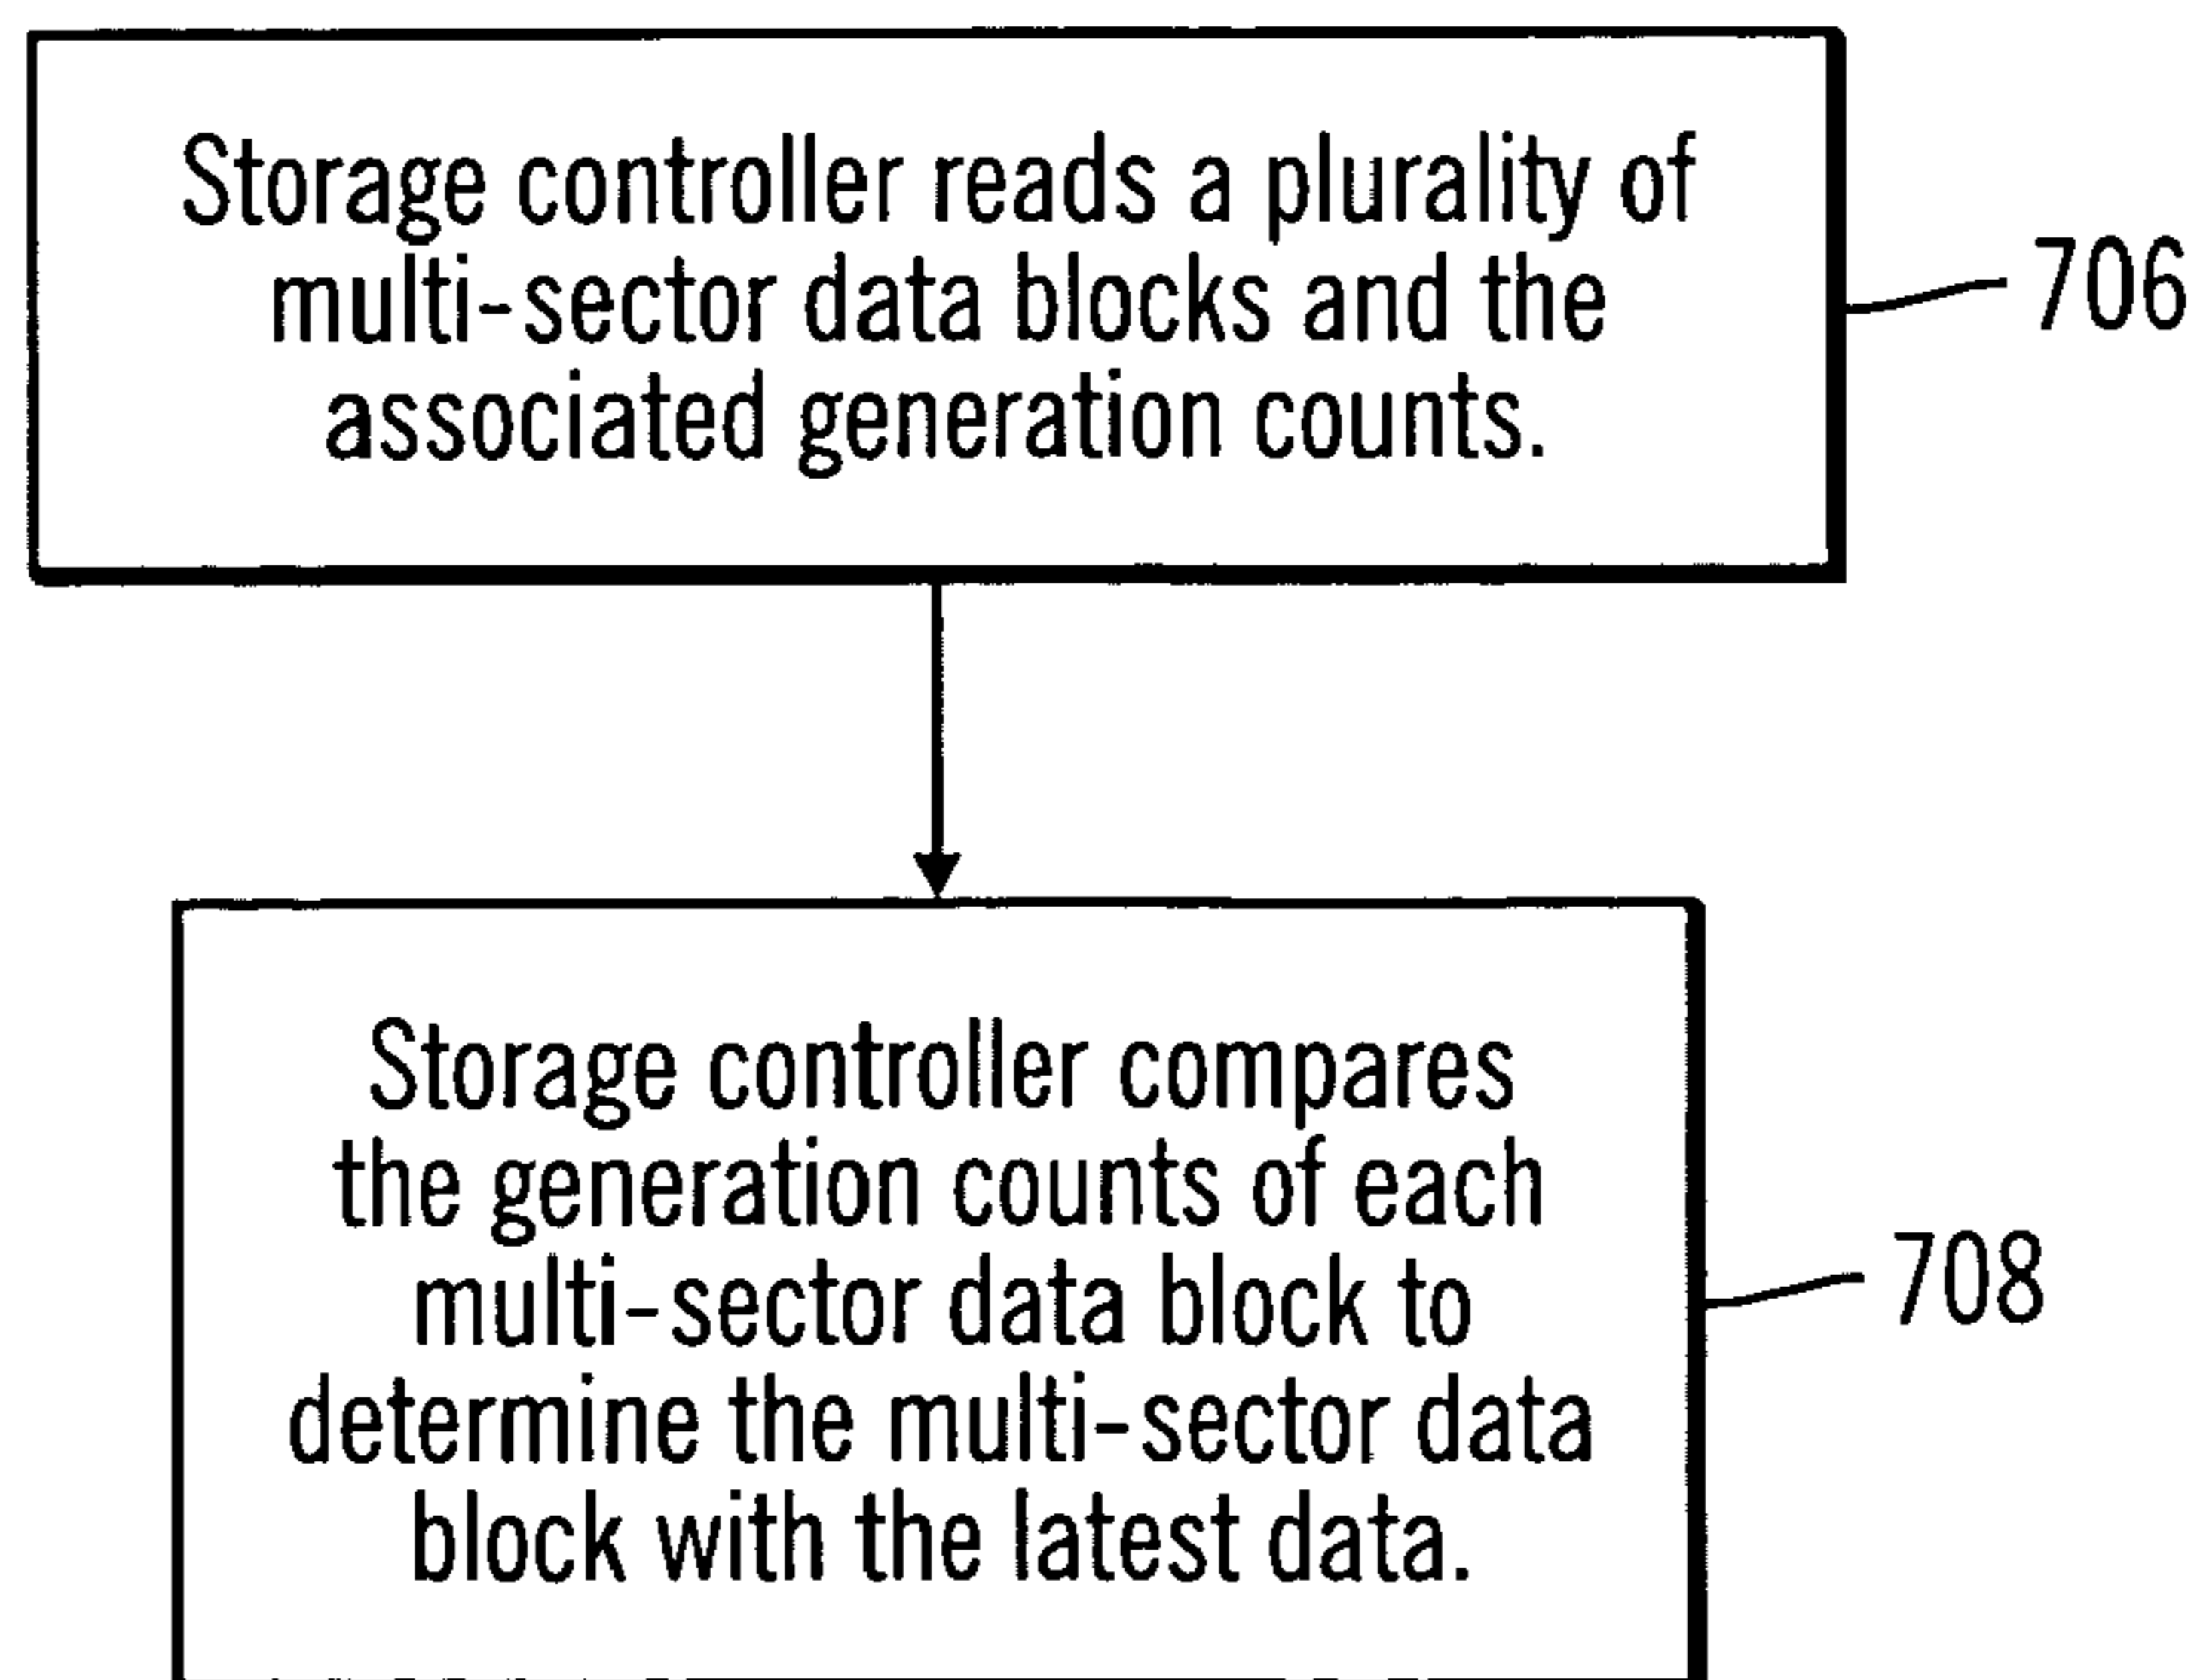 Storage controller reads a plurality of
multi-sector data blocks and the
associated generation counts.
706
Storage controller compares
the generation counts of each
multi-sector data block to
determine the multi-sector data
block with the latest data.
708